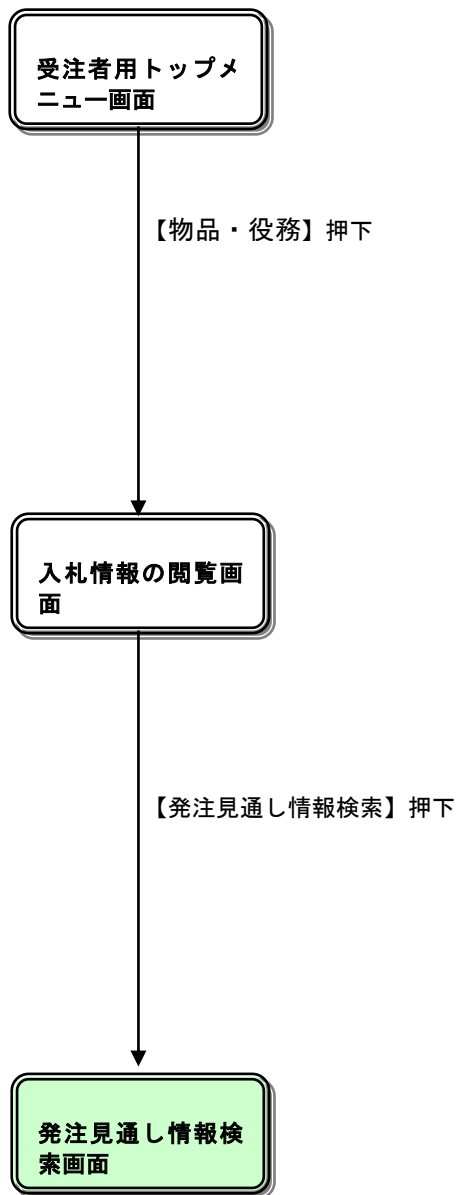 受注者用トップメ
ニュー画面
【物品・役務】押下
入札情報の閲覧画
面
【発注見通し情報検索】押下
発注見通し情報検
索画面